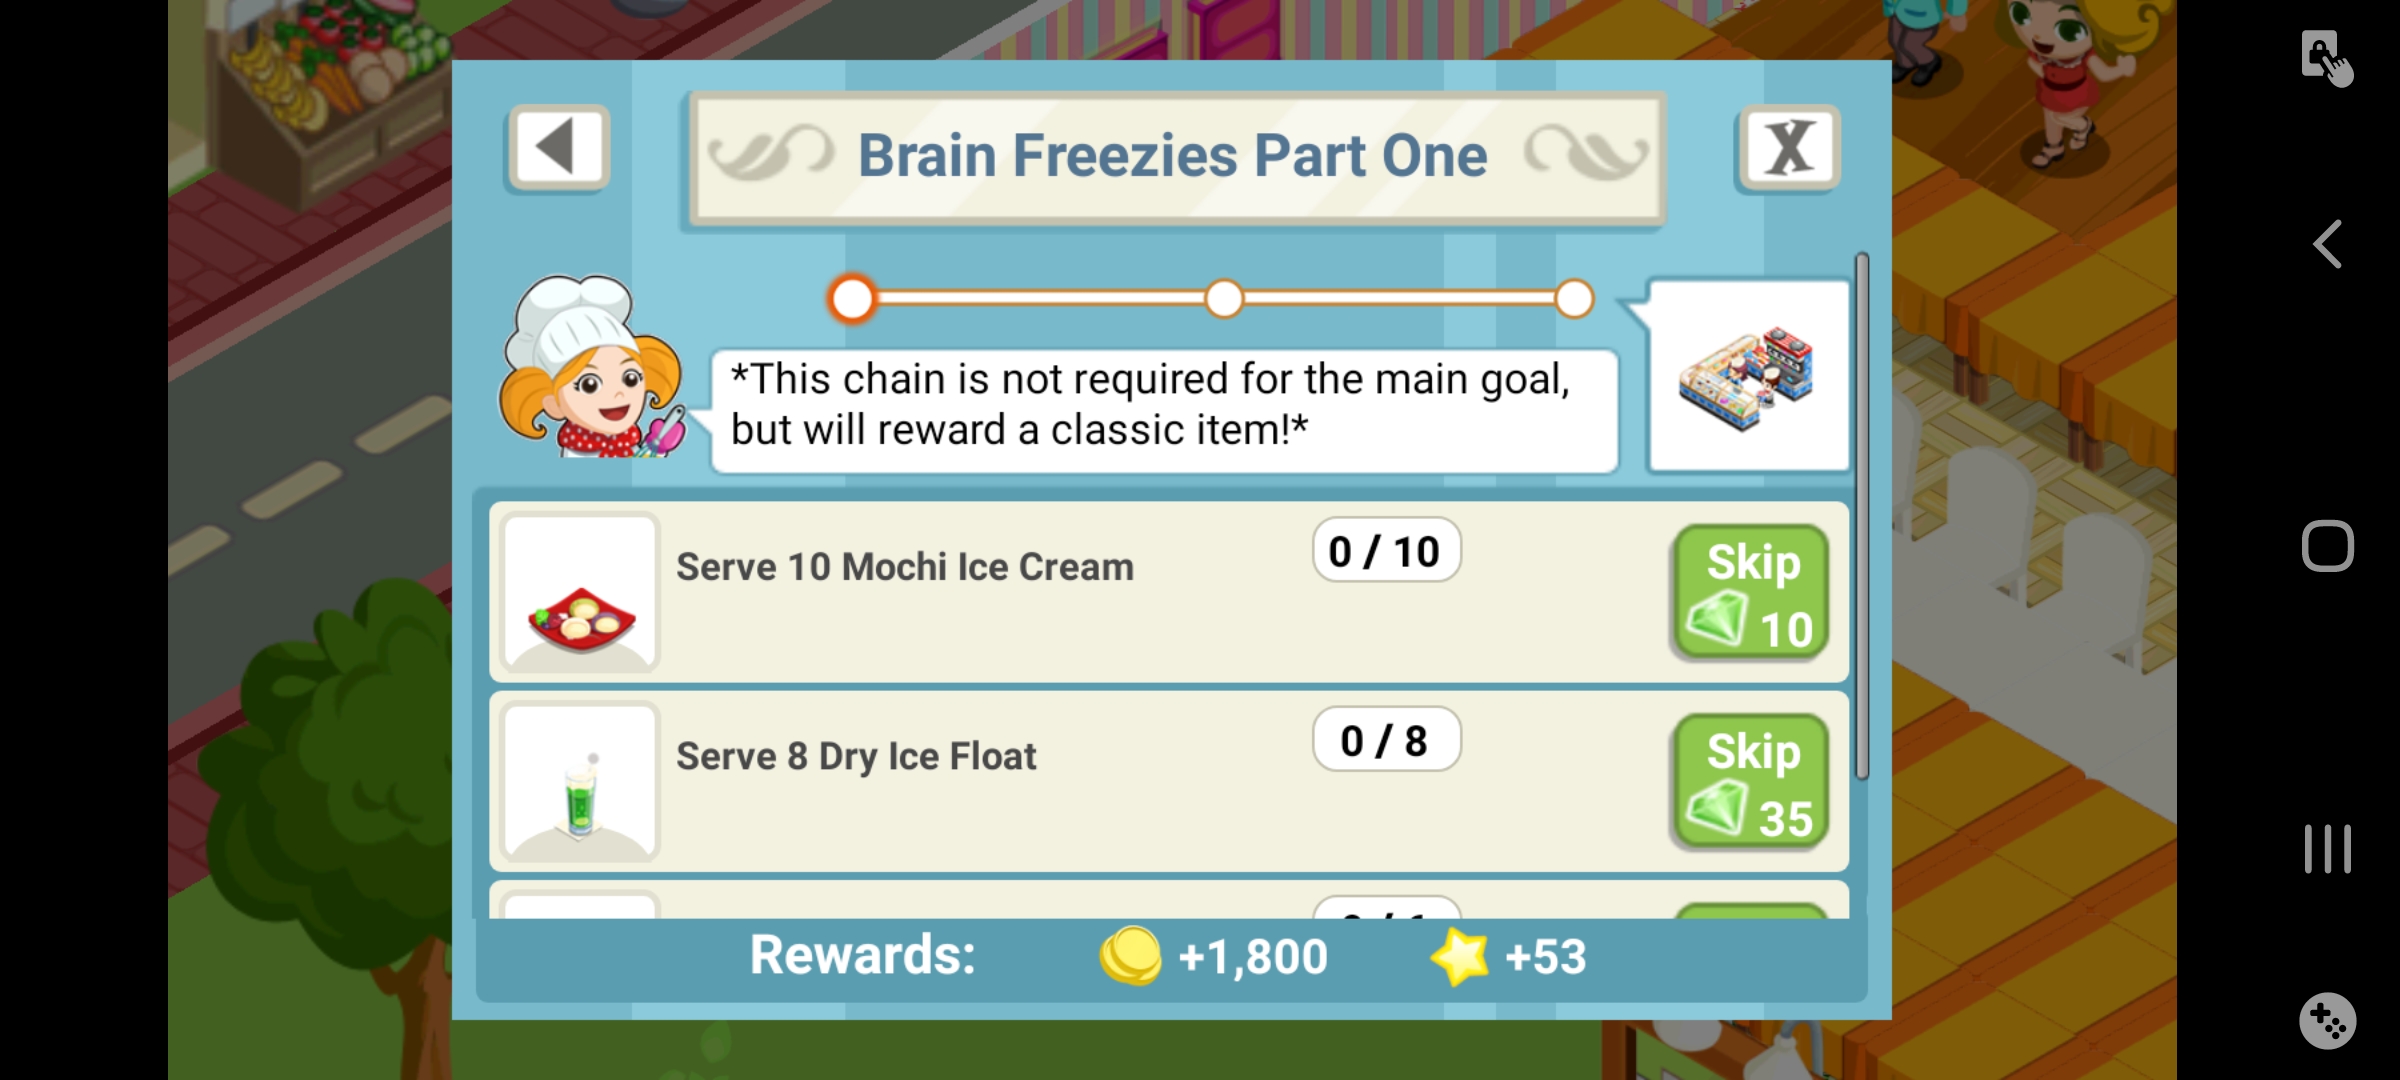 Brain Freezies Part One
X
*This chain is not required for the main goal,
but will reward a classic item!*
Serve 10 Mochi Ice Cream
0 / 10
Skip
10
Serve 8 Dry Ice Float
0 / 8
Skip
35
Rewards: +1,800 +53